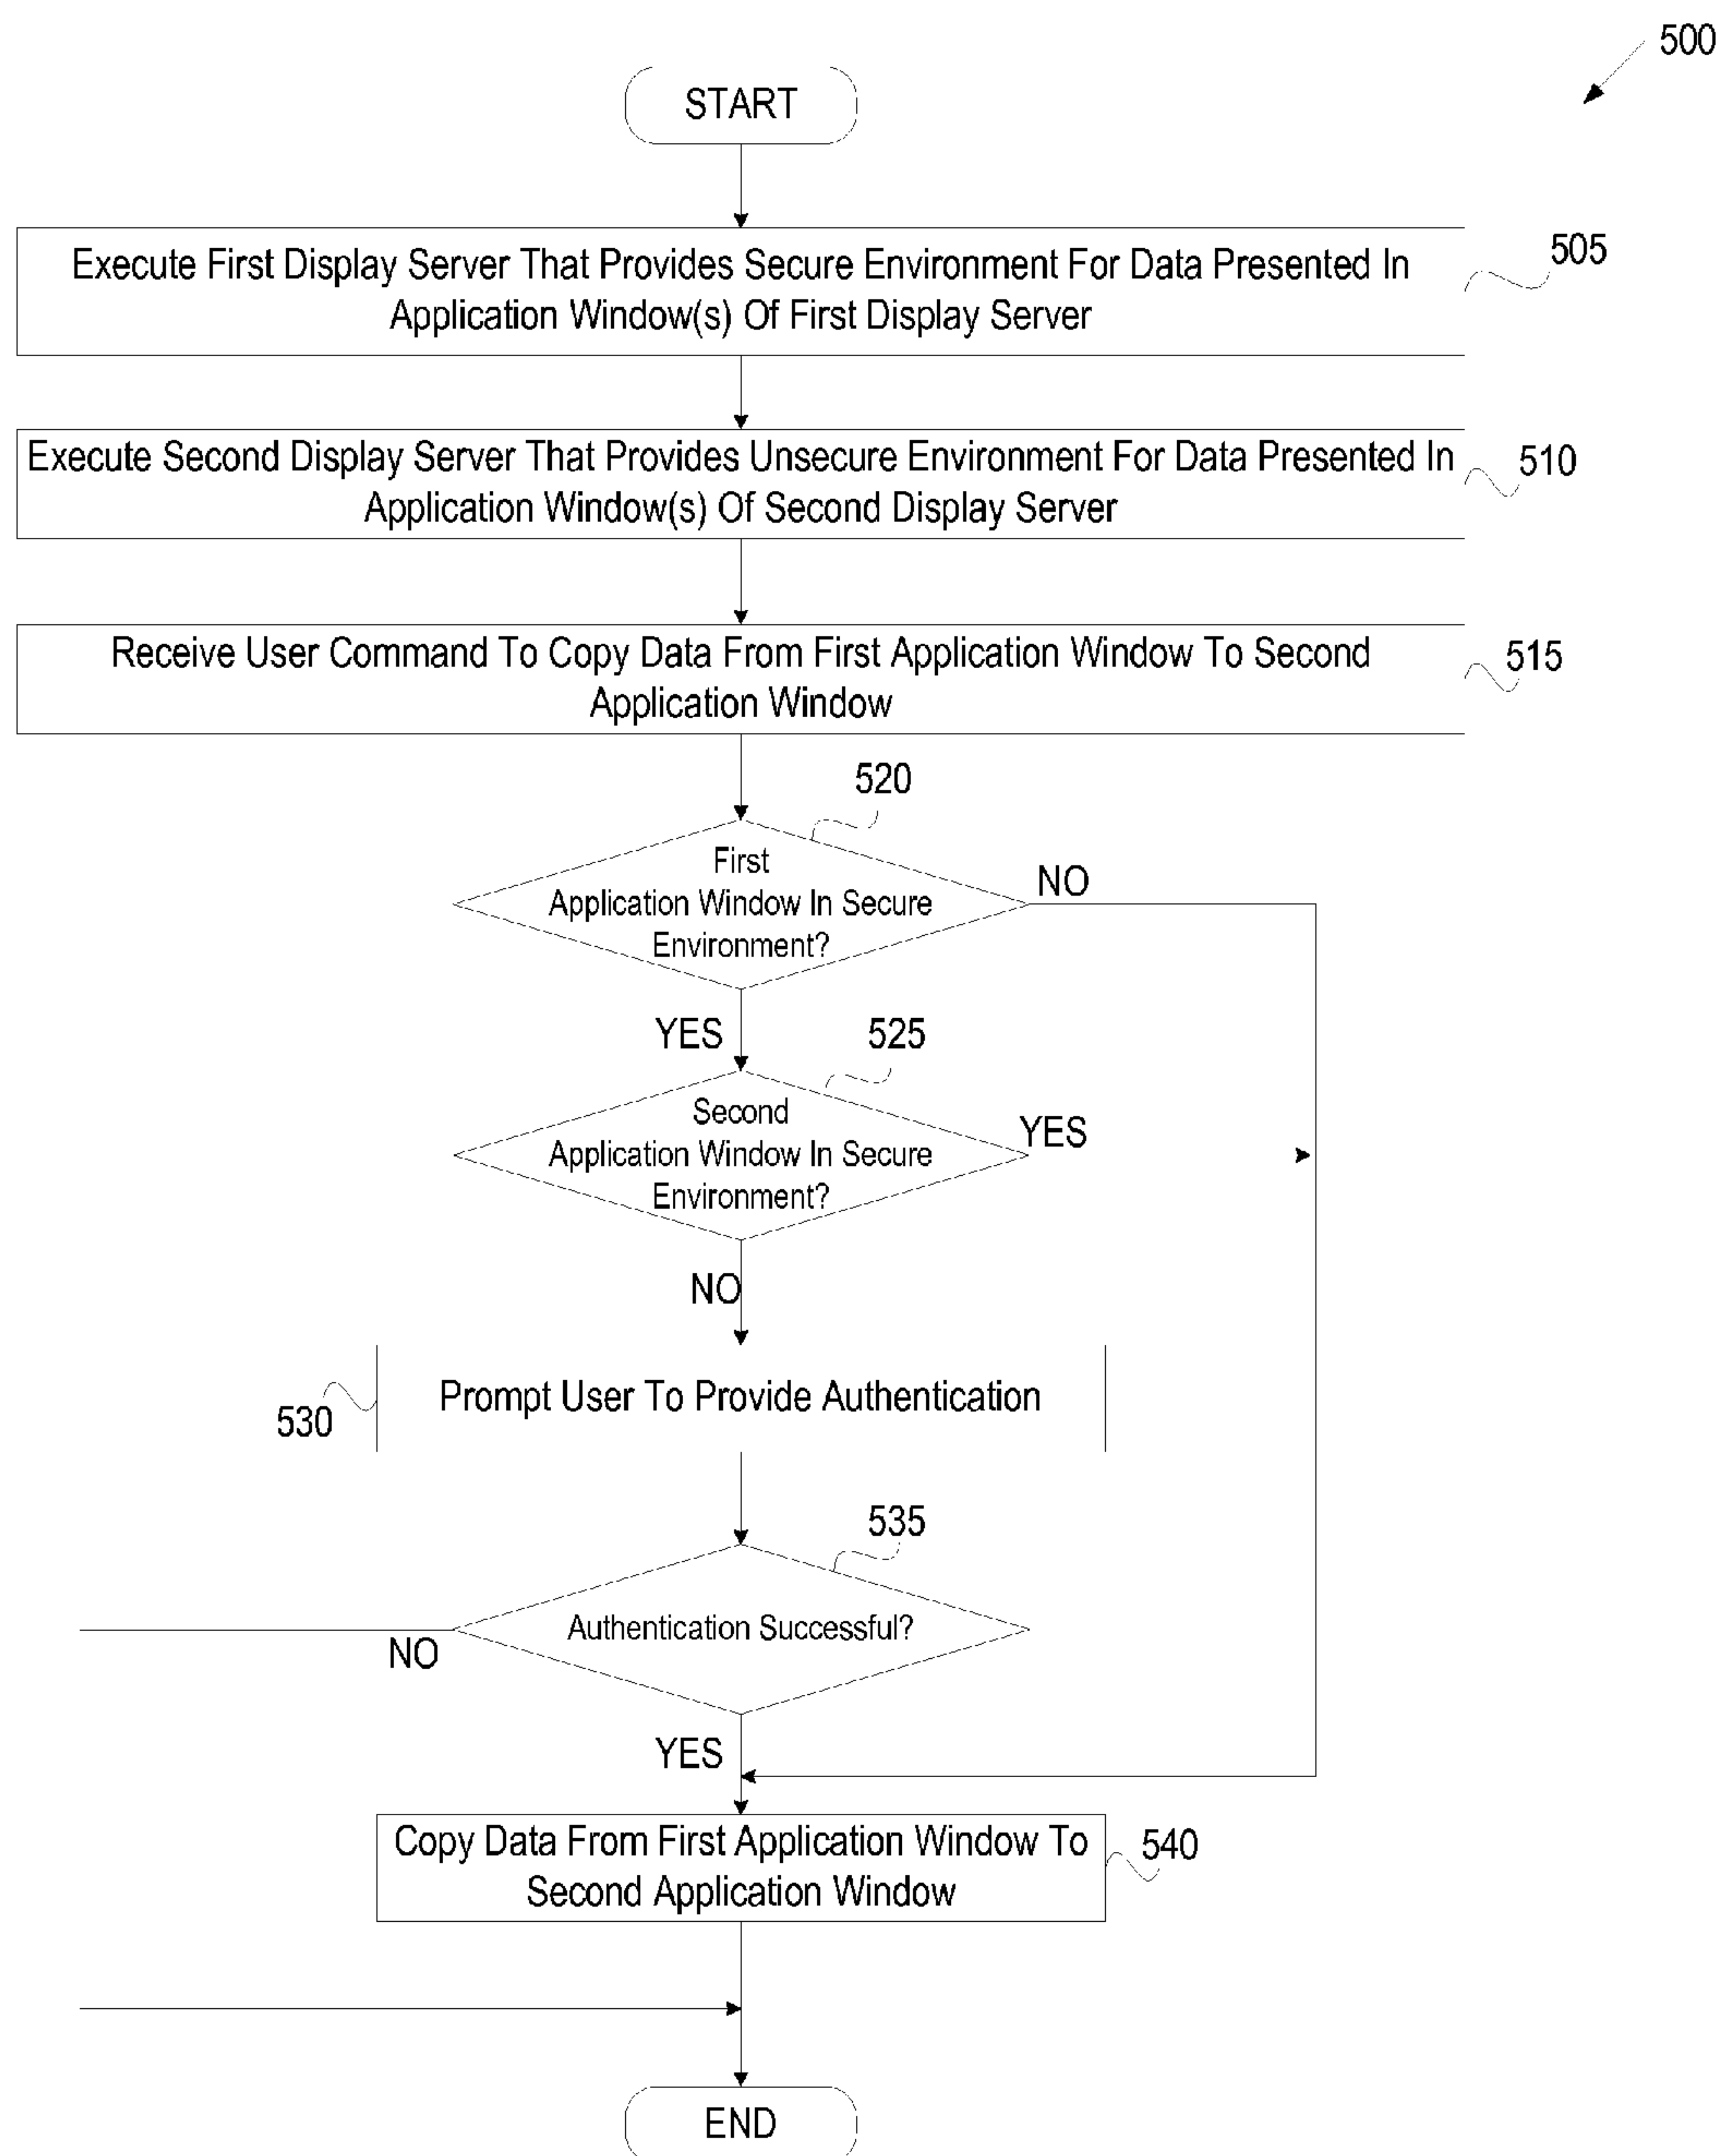 500
START
Execute First Display Server That Provides Secure Environment For Data Presented In
Application Window(s) Of First Display Server
505
Execute Second Display Server That Provides Unsecure Environment For Data Presented In
Application Window(s) Of Second Display Server
510
Receive User Command To Copy Data From First Application Window To Second
Application Window
515
520
First
Application Window In Secure
Environment?
NO
YES
525
Second
Application Window In Secure
Environment?
YES
NO
Prompt User To Provide Authentication
530
535
Authentication Successful?
NO
YES
Copy Data From First Application Window To
Second Application Window
540
END